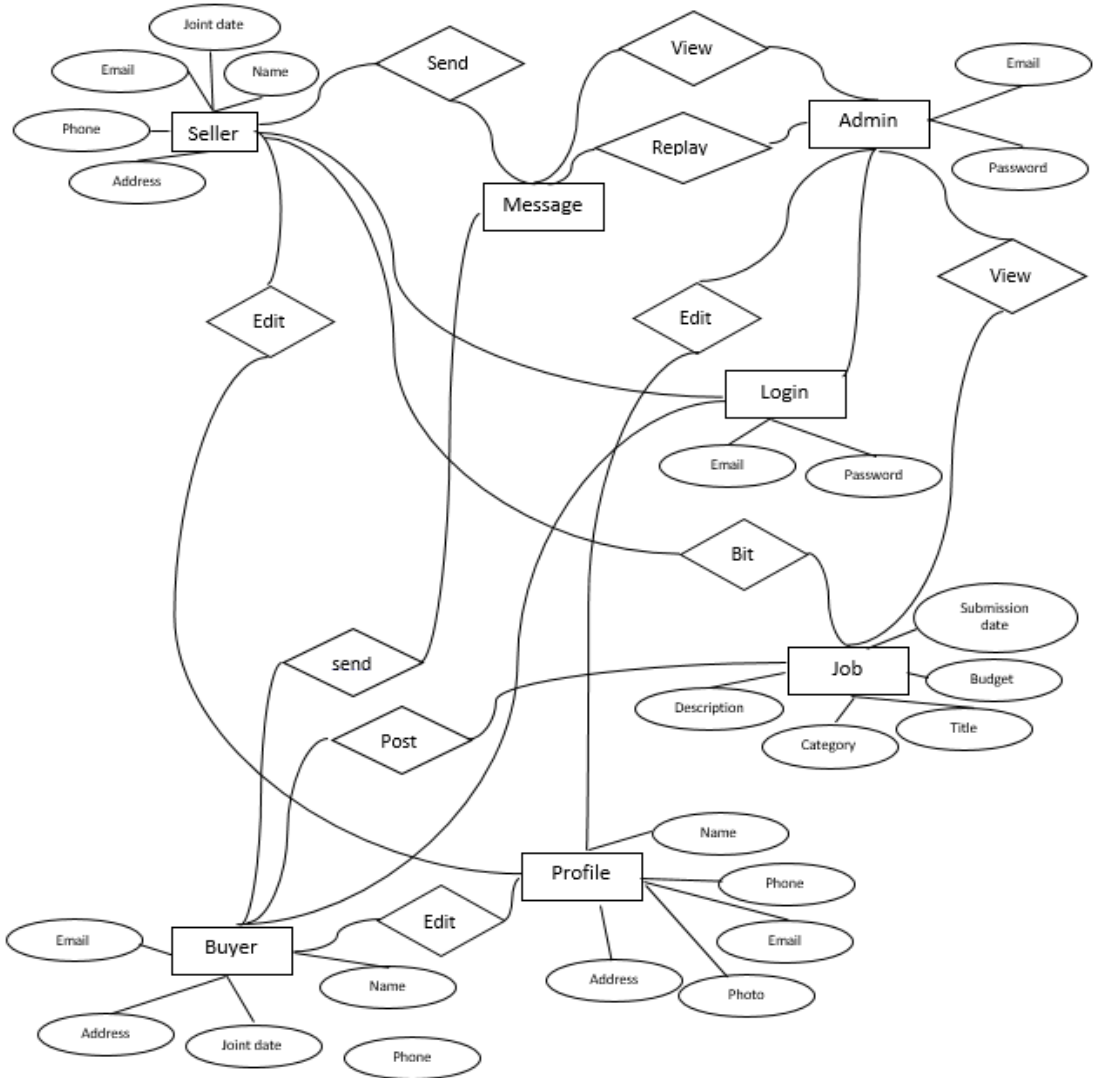 Joint date
Send
View
Email
Name
Email
Seller
Phone
Admin
Replay
Address
Password
Message
View
Edit
Edit
Login
Email
Password
Bit
Submission
date
send
Job
Budget
Description
Post
Title
Category
Name
Profile
Phone
Edit
Email
Email
Buyer
Name
Address
Photo
Address
Joint date
Phone